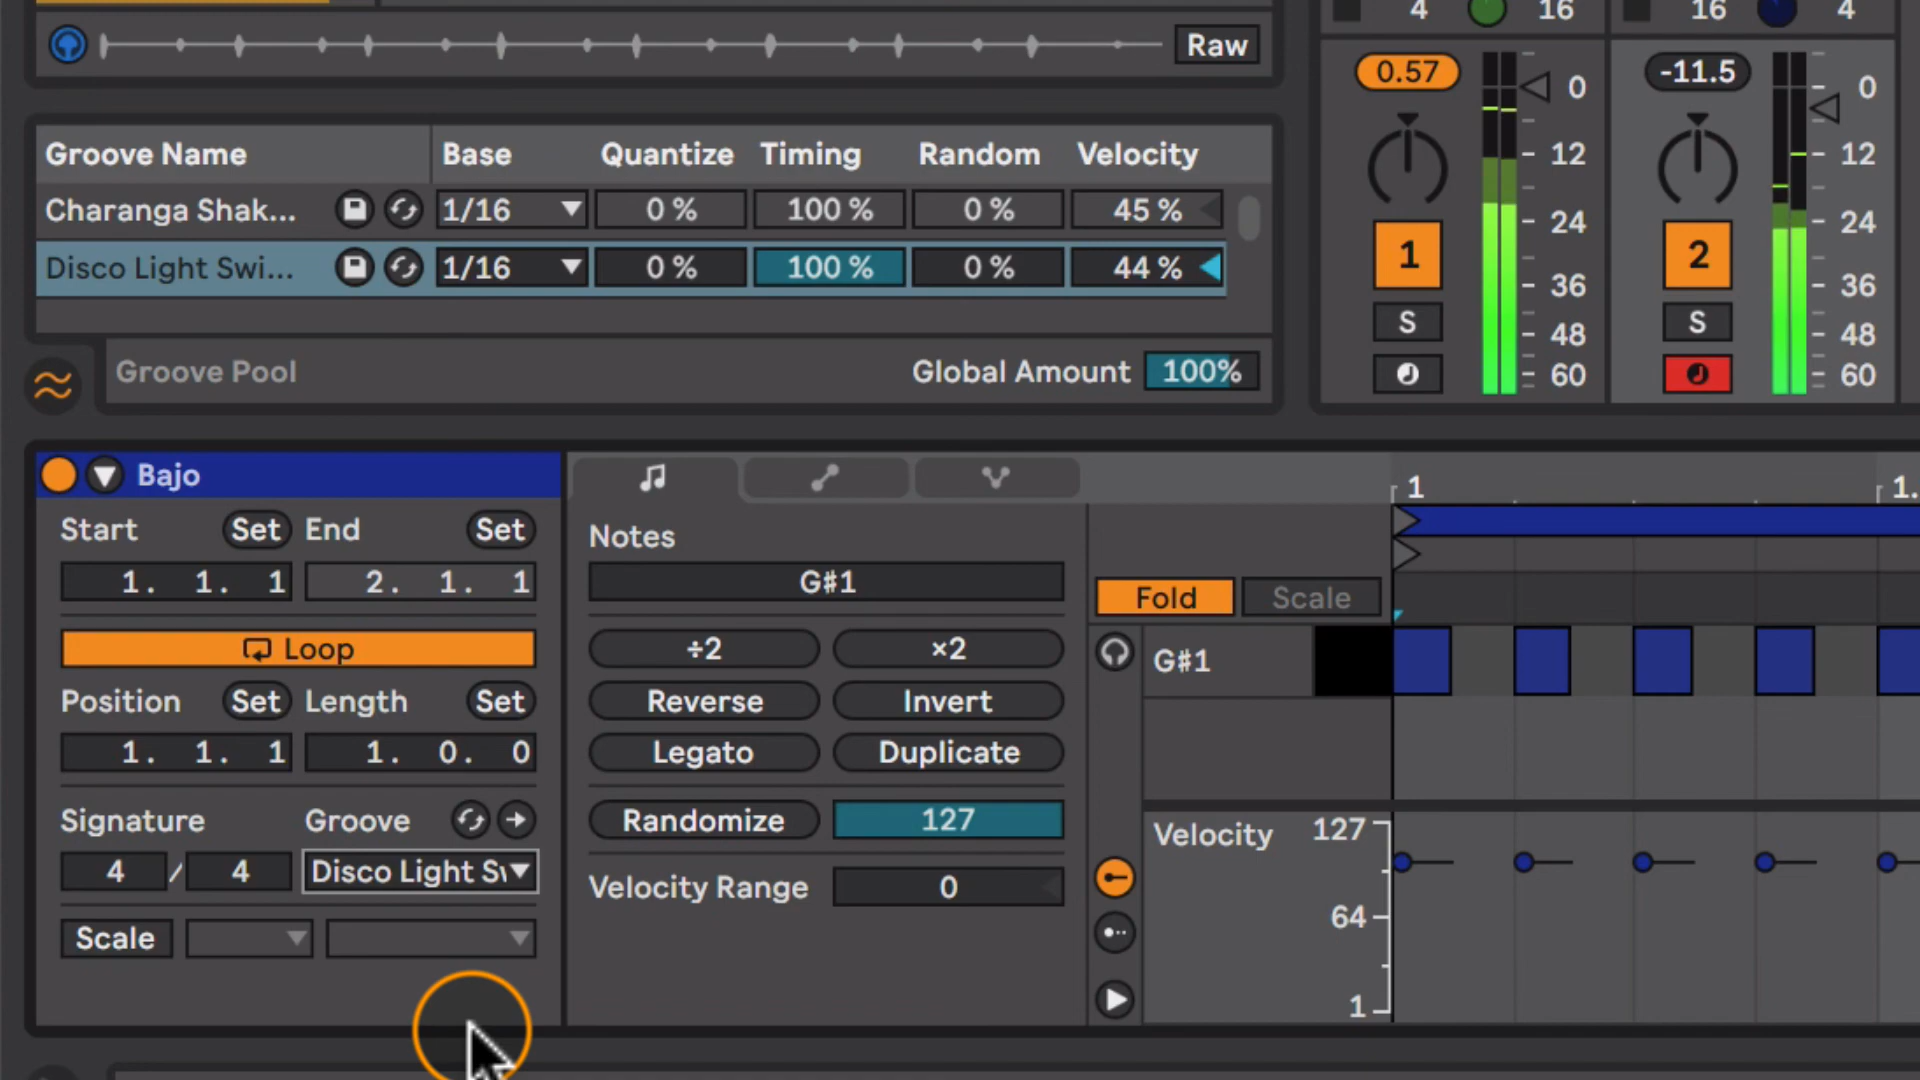 4 16 16 4
Raw
0.57 0 -11.5 0
Groove Name Base Quantize Timing Random Velocity
12 12
Charanga Shak... 1/16 0 % 100 % 0 % 45 %
24 24
1 2
Disco Light Swi... 1/16 0 % 100 % 0 % 44 %
36 36
S S
48 48
Groove Pool Global Amount 100%
60 60
Bajo
1 1.
Start Set End Set
Notes
1. 1. 1 2. 1. 1
G♯1
Fold Scale
Loop
÷2 ×2
G♯1
Position Set Length Set
Reverse Invert
1. 1. 1 1. 0. 0
Legato Duplicate
Signature Groove
Randomize 127
Velocity 127
4 / 4 Disco Light S
Velocity Range 0
64
Scale
1